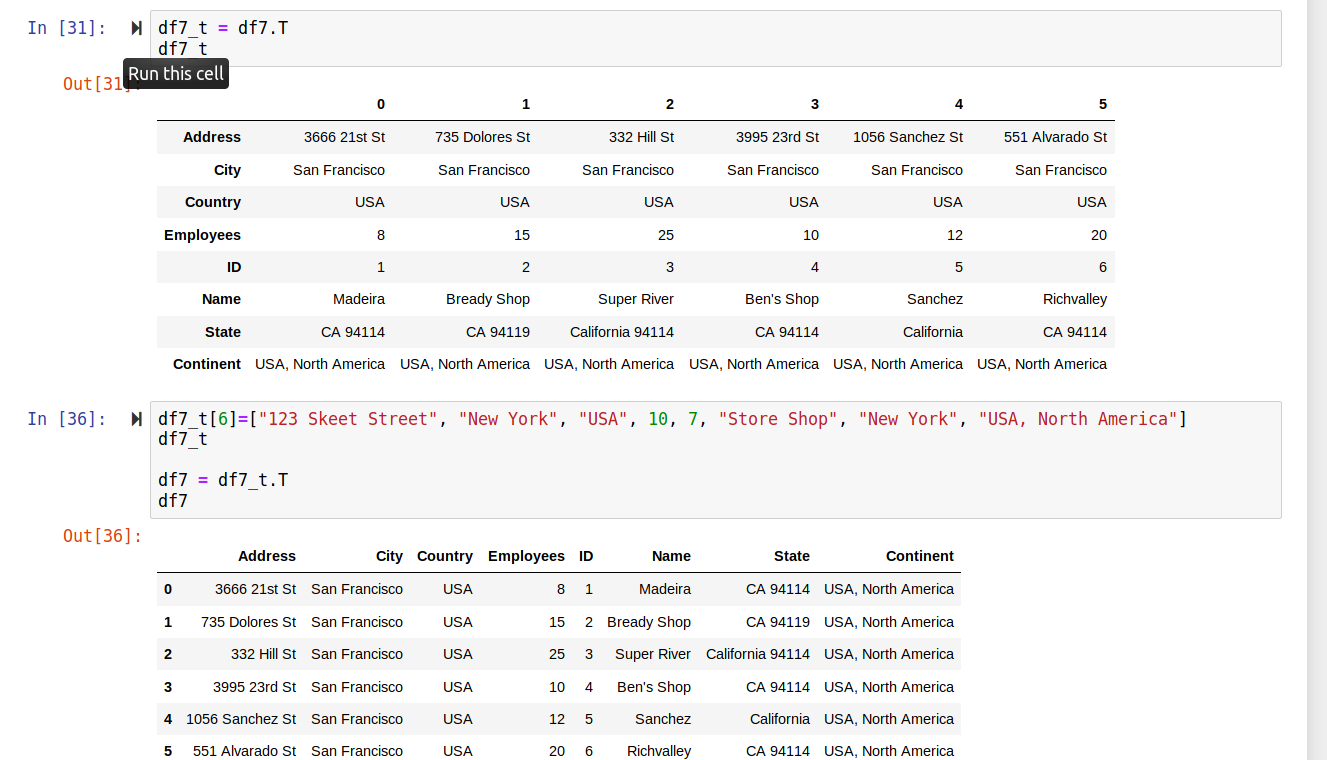 In [31]: df7_t = df7.T
df7_t
Run this cell
Out[31]:
0 1 2 3 4 5
Address 3666 21st St 735 Dolores St 332 Hill St 3995 23rd St 1056 Sanchez St 551 Alvarado St
City San Francisco San Francisco San Francisco San Francisco San Francisco San Francisco
Country USA USA USA USA USA USA
Employees 8 15 25 10 12 20
ID 1 2 3 4 5 6
Name Madeira Bready Shop Super River Ben's Shop Sanchez Richvalley
State CA 94114 CA 94119 California 94114 CA 94114 California CA 94114
Continent USA, North America USA, North America USA, North America USA, North America USA, North America USA, North America
In [36]: df7_t[6]=["123 Skeet Street", "New York", "USA", 10, 7, "Store Shop", "New York", "USA, North America"]
df7_t
df7 = df7_t.T
df7
Out[36]:
Address City Country Employees ID Name State Continent
0 3666 21st St San Francisco USA 8 1 Madeira CA 94114 USA, North America
1 735 Dolores St San Francisco USA 15 2 Bready Shop CA 94119 USA, North America
2 332 Hill St San Francisco USA 25 3 Super River California 94114 USA, North America
3 3995 23rd St San Francisco USA 10 4 Ben's Shop CA 94114 USA, North America
4 1056 Sanchez St San Francisco USA 12 5 Sanchez California USA, North America
5 551 Alvarado St San Francisco USA 20 6 Richvalley CA 94114 USA, North America